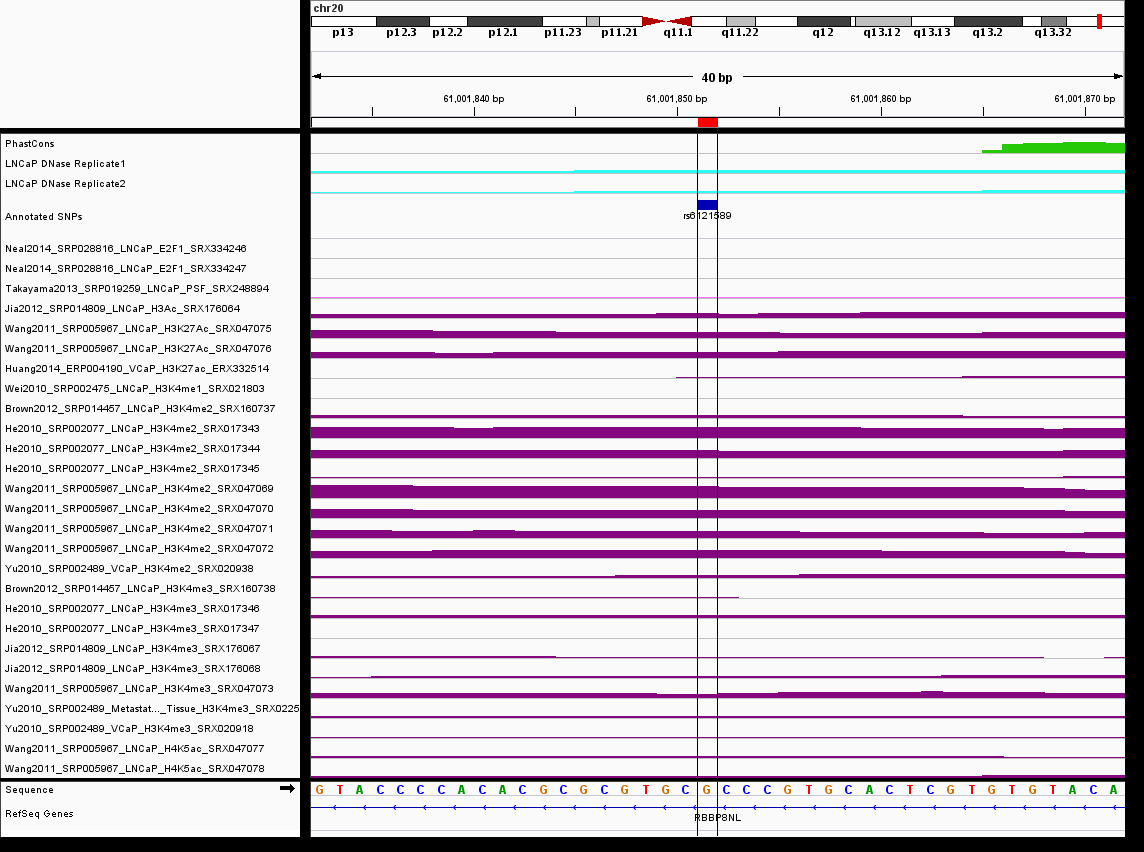 chr20
p13 p12.3 p12.2 p12.1 p11.23 p11.21 q11.1 q11.22 q12 q13.12 q13.13 q13.2 q13.32
40 bp
61,001,840 bp 61,001,850 bp 61,001,860 bp 61,001,870 bp
PhastCons
LNCaP DNase Replicate1
LNCaP DNase Replicate2
Annotated SNPs
rs6121589
Neal2014_SRP028816_LNCaP_E2F1_SRX334246
Neal2014_SRP028816_LNCaP_E2F1_SRX334247
Takayama2013_SRP019259_LNCaP_PSF_SRX248894
Jia2012_SRP014809_LNCaP_H3Ac_SRX176064
Wang2011_SRP005967_LNCaP_H3K27Ac_SRX047075
Wang2011_SRP005967_LNCaP_H3K27Ac_SRX047076
Huang2014_ERP004190_VCaP_H3K27ac_ERX332514
Wei2010_SRP002475_LNCaP_H3K4me1_SRX021803
Brown2012_SRP014457_LNCaP_H3K4me2_SRX160737
He2010_SRP002077_LNCaP_H3K4me2_SRX017343
He2010_SRP002077_LNCaP_H3K4me2_SRX017344
He2010_SRP002077_LNCaP_H3K4me2_SRX017345
Wang2011_SRP005967_LNCaP_H3K4me2_SRX047069
Wang2011_SRP005967_LNCaP_H3K4me2_SRX047070
Wang2011_SRP005967_LNCaP_H3K4me2_SRX047071
Wang2011_SRP005967_LNCaP_H3K4me2_SRX047072
Yu2010_SRP002489_VCaP_H3K4me2_SRX020938
Brown2012_SRP014457_LNCaP_H3K4me3_SRX160738
He2010_SRP002077_LNCaP_H3K4me3_SRX017346
He2010_SRP002077_LNCaP_H3K4me3_SRX017347
Jia2012_SRP014809_LNCaP_H3K4me3_SRX176067
Jia2012_SRP014809_LNCaP_H3K4me3_SRX176068
Wang2011_SRP005967_LNCaP_H3K4me3_SRX047073
Yu2010_SRP002489_Metastat..._Tissue_H3K4me3_SRX0225
Yu2010_SRP002489_VCaP_H3K4me3_SRX020918
Wang2011_SRP005967_LNCaP_H4K5ac_SRX047077
Wang2011_SRP005967_LNCaP_H4K5ac_SRX047078
Sequence G T A C C C C A C A C G C G C G T G C G C C C G T G C A C T C G T G T G T A C A
RefSeq Genes
RBBP8NL